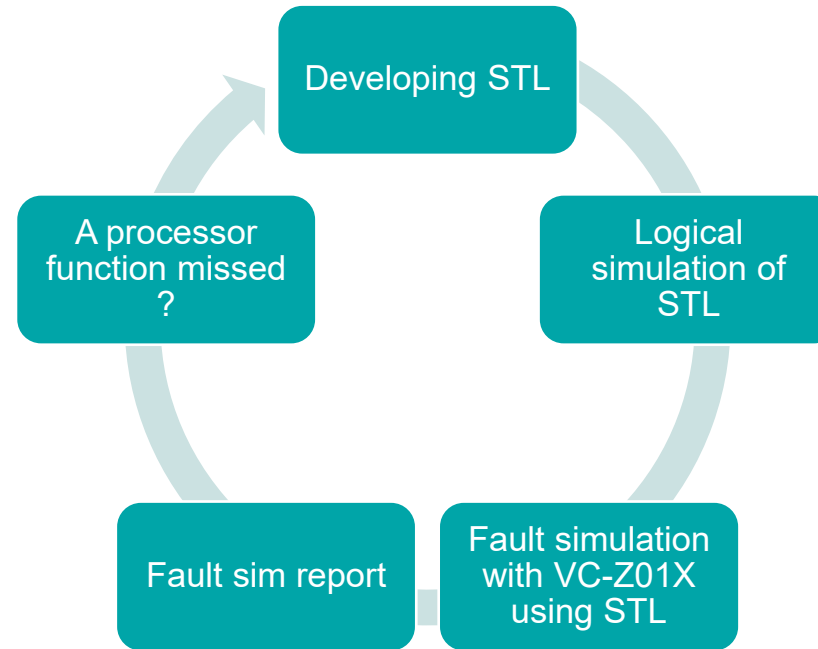 Developing STL
Logical
simulation of
STL
Fault simulation
with VC-Z01X
using STL
Fault sim report
A processor
function missed
?